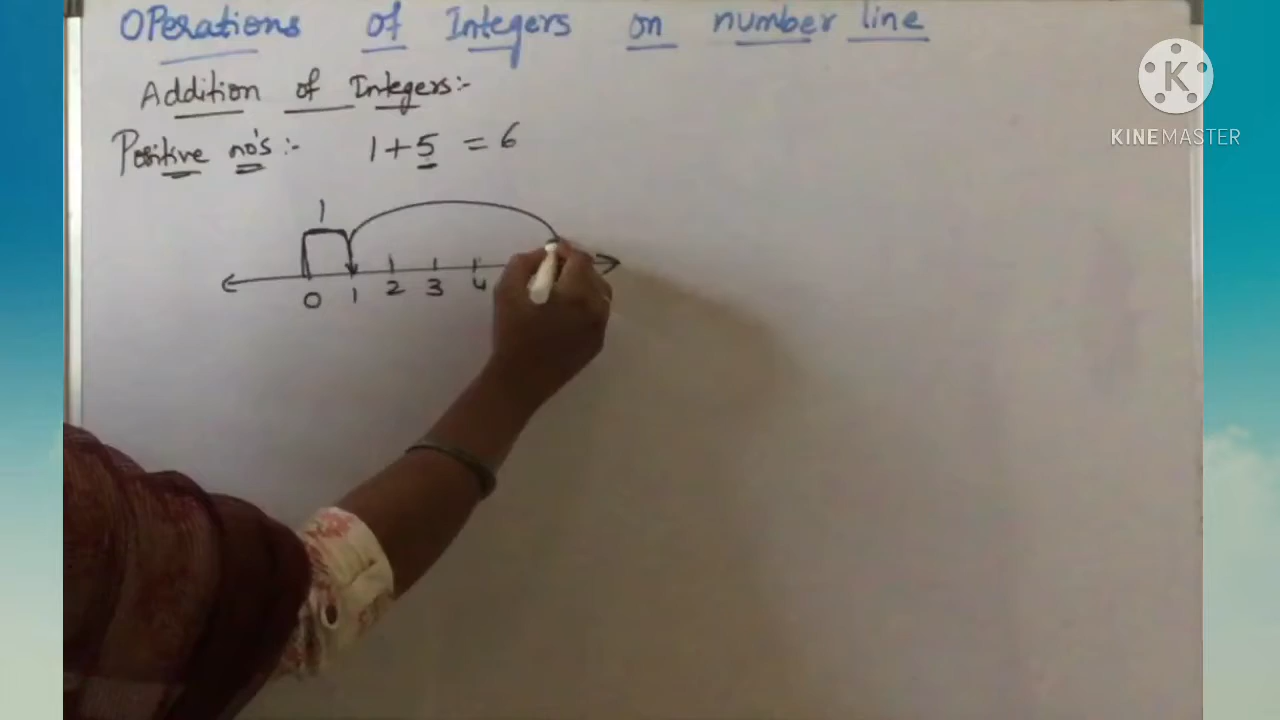 Operations of Integers on number line
K
KINEMASTER
Addition of Integers:-
Positive no's:- 1+5 = 6
1
0 1 2 3 4